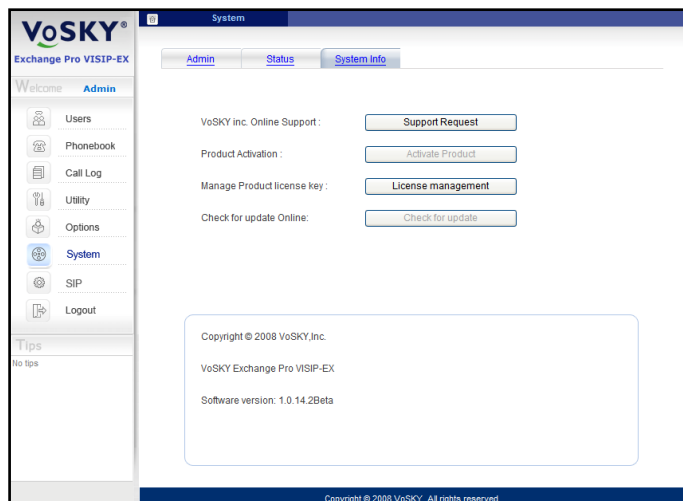 VoSKY®
Exchange Pro VISIP-EX
Welcome Admin
Users
Phonebook
Call Log
Utility
Options
System
SIP
Logout
Tips
No tips
System
Admin Status System Info
VoSKY inc. Online Support : Support Request
Product Activation : Activate Product
Manage Product license key : License management
Check for update Online: Check for update
Copyright © 2008 VoSKY,Inc.
VoSKY Exchange Pro VISIP-EX
Software version: 1.0.14.2Beta
Copyright © 2008 VoSKY. All rights reserved